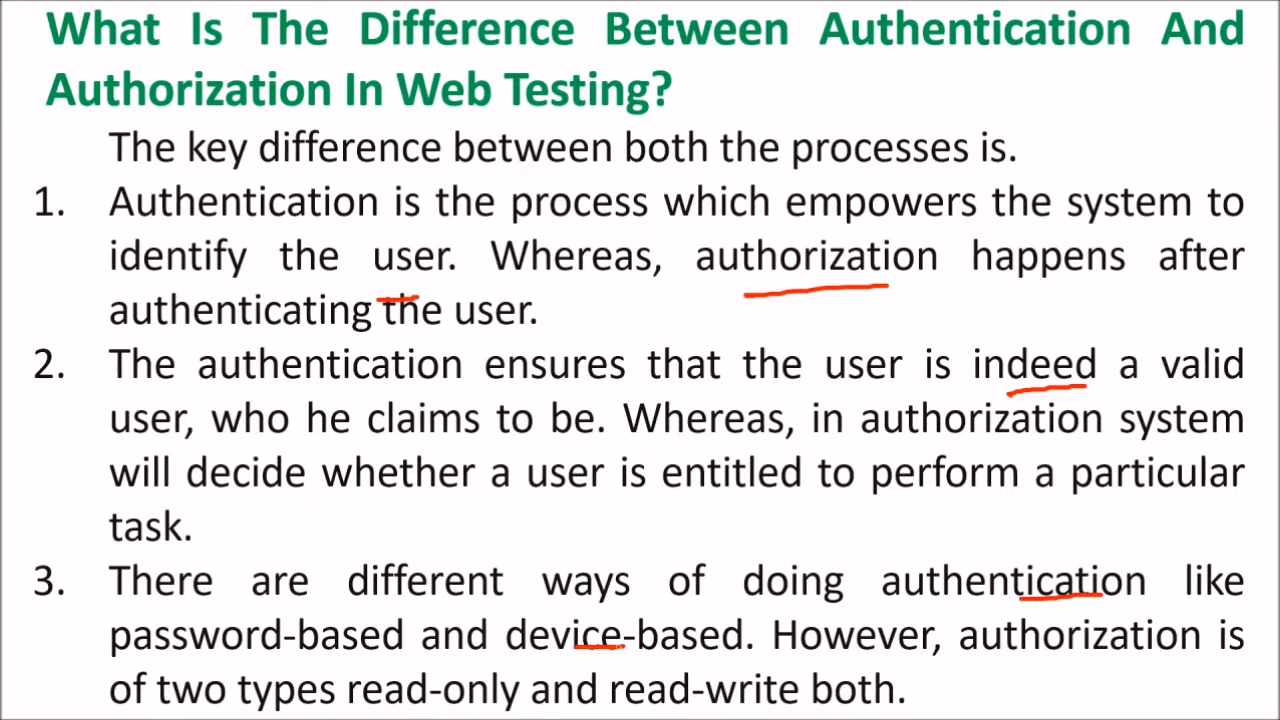 What Is The Difference Between Authentication And
Authorization In Web Testing?
The key difference between both the processes is.
1. Authentication is the process which empowers the system to
identify the user. Whereas, authorization happens after
authenticating the user.
2. The authentication ensures that the user is indeed a valid
user, who he claims to be. Whereas, in authorization system
will decide whether a user is entitled to perform a particular
task.
3. There are different ways of doing authentication like
password-based and device-based. However, authorization is
of two types read-only and read-write both.